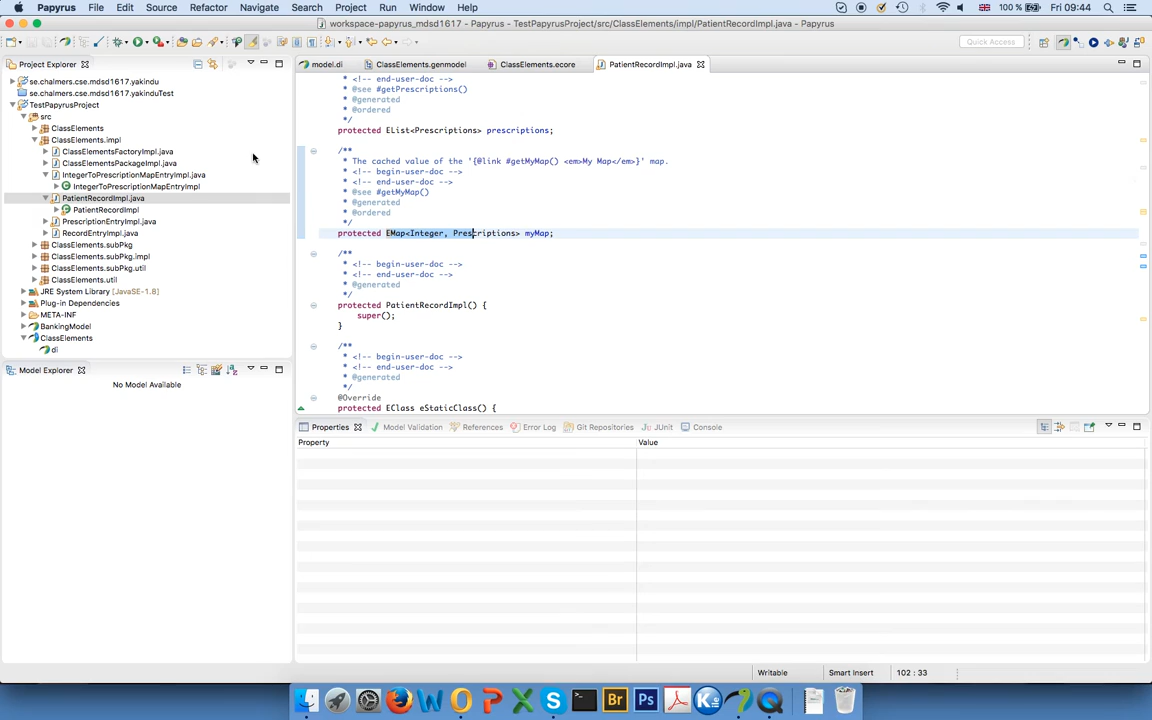 Papyrus File Edit Source Refactor Navigate Search Project Run Window Help 100 % Fri 09:44
workspace-papyrus_mdsd1617 - Papyrus - TestPapyrusProject/src/ClassElements/impl/PatientRecordImpl.java - Papyrus
Quick Access
Project Explorer
se.chalmers.cse.mdsd1617.yakindu
se.chalmers.cse.mdsd1617.yakinduTest
TestPapyrusProject
src
ClassElements
ClassElements.impl
ClassElementsFactoryImpl.java
ClassElementsPackageImpl.java
IntegerToPrescriptionMapEntryImpl.java
IntegerToPrescriptionMapEntryImpl
PatientRecordImpl.java
PatientRecordImpl
PrescriptionEntryImpl.java
RecordEntryImpl.java
ClassElements.subPkg
ClassElements.subPkg.impl
ClassElements.subPkg.util
ClassElements.util
JRE System Library [JavaSE-1.8]
Plug-in Dependencies
META-INF
BankingModel
ClassElements
di
Model Explorer
No Model Available
model.di ClassElements.genmodel ClassElements.ecore PatientRecordImpl.java
* <!-- end-user-doc -->
* @see #getPrescriptions()
* @generated
* @ordered
*/
protected EList<Prescriptions> prescriptions;
/**
* The cached value of the '{@link #getMyMap() <em>My Map</em>}' map.
* <!-- begin-user-doc -->
* <!-- end-user-doc -->
* @see #getMyMap()
* @generated
* @ordered
*/
protected EMap<Integer, Prescriptions> myMap;
/**
* <!-- begin-user-doc -->
* <!-- end-user-doc -->
* @generated
*/
protected PatientRecordImpl() {
super();
}
/**
* <!-- begin-user-doc -->
* <!-- end-user-doc -->
* @generated
*/
@Override
protected EClass eStaticClass() {
Properties Model Validation References Error Log Git Repositories JUnit Console
Property Value
Writable Smart Insert 102 : 33